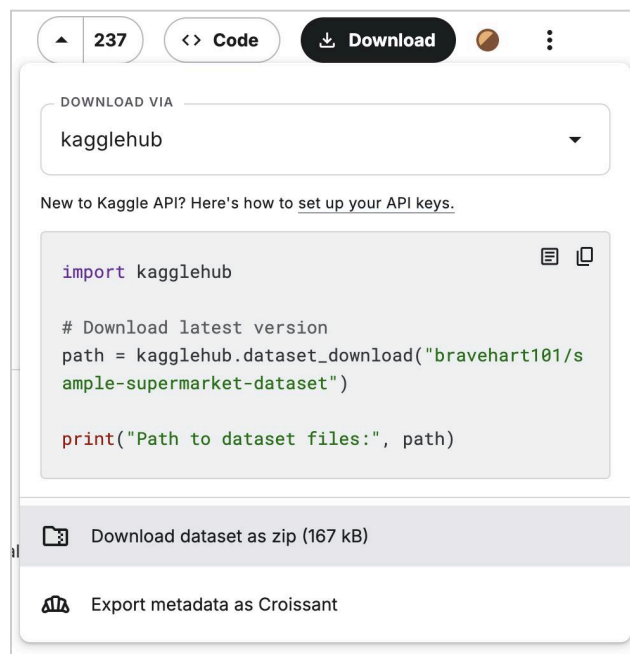 237
<> Code
Download
DOWNLOAD VIA
kagglehub
New to Kaggle API? Here's how to set up your API keys.
import kagglehub
# Download latest version
path = kagglehub.dataset_download("bravehart101/s
ample-supermarket-dataset")
print("Path to dataset files:", path)
Download dataset as zip (167 kB)
al
Export metadata as Croissant